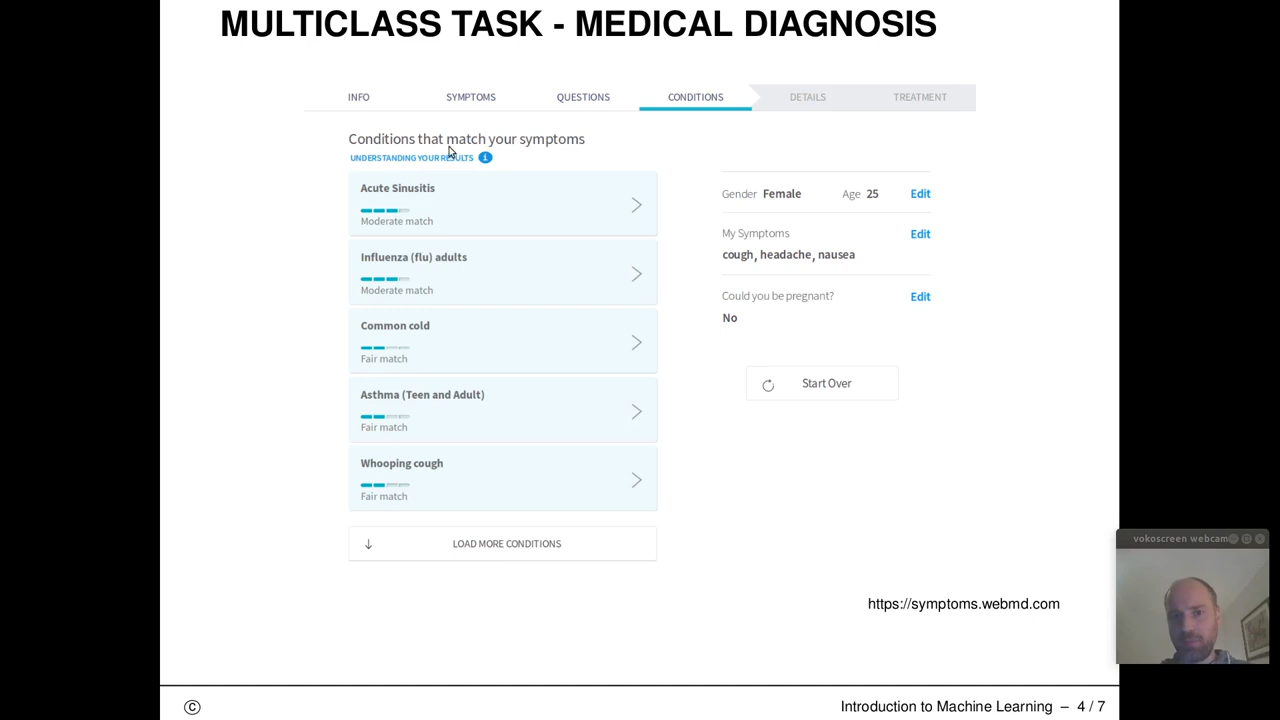 MULTICLASS TASK - MEDICAL DIAGNOSIS
INFO SYMPTOMS QUESTIONS CONDITIONS DETAILS TREATMENT
Conditions that match your symptoms
UNDERSTANDING YOUR RESULTS i
Acute Sinusitis
Moderate match
Influenza (flu) adults
Moderate match
Common cold
Fair match
Asthma (Teen and Adult)
Fair match
Whooping cough
Fair match
LOAD MORE CONDITIONS
Gender Female Age 25 Edit
My Symptoms Edit
cough, headache, nausea
Could you be pregnant? Edit
No
Start Over
vokoscreen webcam
https://symptoms.webmd.com
© Introduction to Machine Learning – 4 / 7